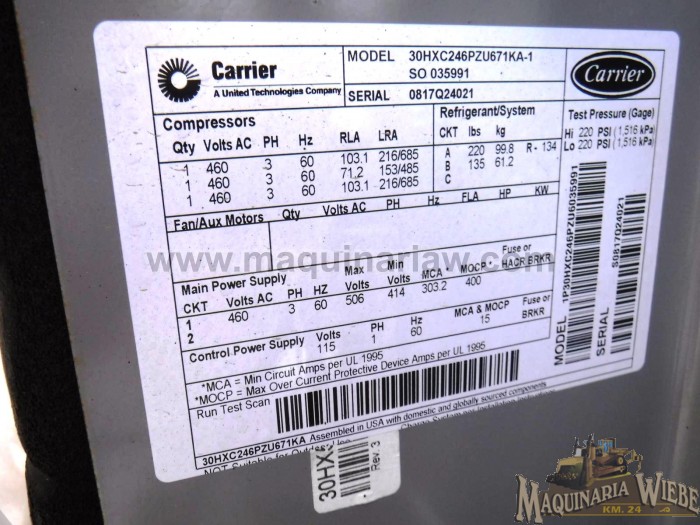 Carrier
A United Technologies Company
MODEL 30HXC246PZU671KA-1
SO 035991
SERIAL 0817Q24021
Carrier
Compressors
Qty Volts AC PH Hz RLA LRA
1 460 3 60 103.1 216/685
1 460 3 60 71.2 153/485
1 460 3 60 103.1 216/685
Refrigerant/System
CKT lbs kg
A 220 99.8 R - 134
B 135 61.2
C
Test Pressure (Gage)
Hi 220 PSI (1,516 kPa)
Lo 220 PSI (1,516 kPa)
Fan/Aux Motors Qty Volts AC PH Hz FLA HP KW
www.maquinariaw.com
Main Power Supply
CKT Volts AC PH HZ Max Volts Min Volts MCA* MOCP* Fuse or HACR BRKR
1 460 3 60 506 414 303.2 400
2
Control Power Supply Volts PH Hz MCA & MOCP Fuse or BRKR
115 1 60 15
*MCA = Min Circuit Amps per UL 1995
*MOCP = Max Over Current Protective Device Amps per UL 1995
Run Test Scan
30HXC246PZU671KA Assembled in USA with domestic and globally sourced components
NOT Suitable for
MODEL 1P30HXC246PZU6035991
SERIAL S0817Q24021
30HXC
Rev. 3
MAQUINARIA WIEBE
KM. 24